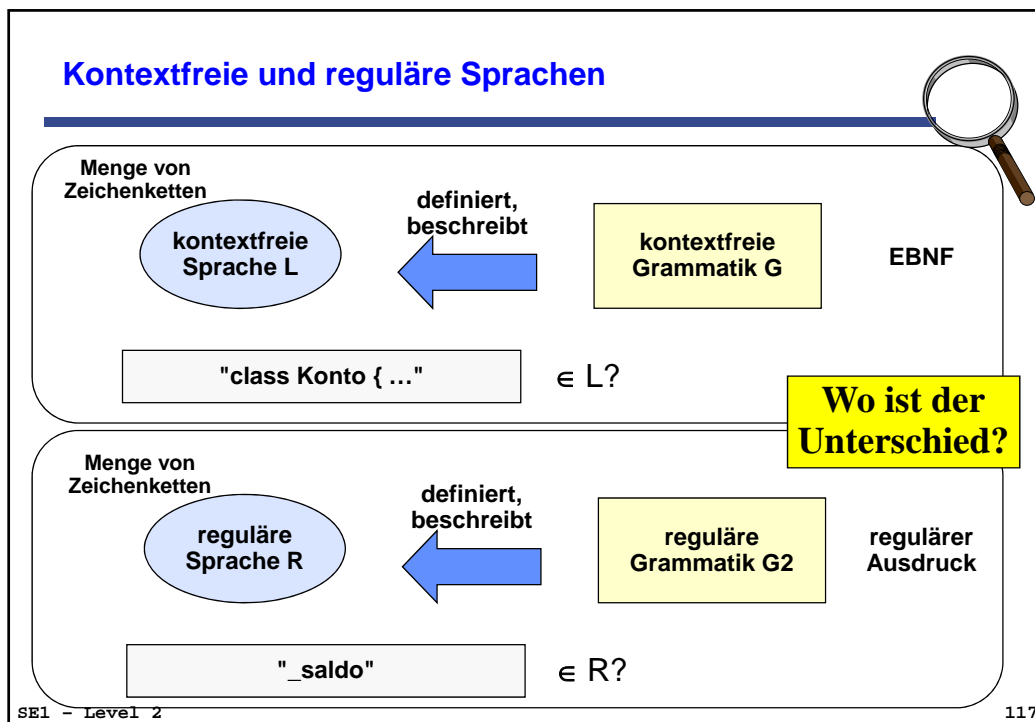 Kontextfreie und reguläre Sprachen
Menge von
Zeichenketten
kontextfreie
Sprache L
definiert,
beschreibt
kontextfreie
Grammatik G
EBNF
"class Konto { …"
∈ L?
Wo ist der
Unterschied?
Menge von
Zeichenketten
reguläre
Sprache R
definiert,
beschreibt
reguläre
Grammatik G2
regulärer
Ausdruck
"_saldo"
∈ R?
SE1 – Level 2
117